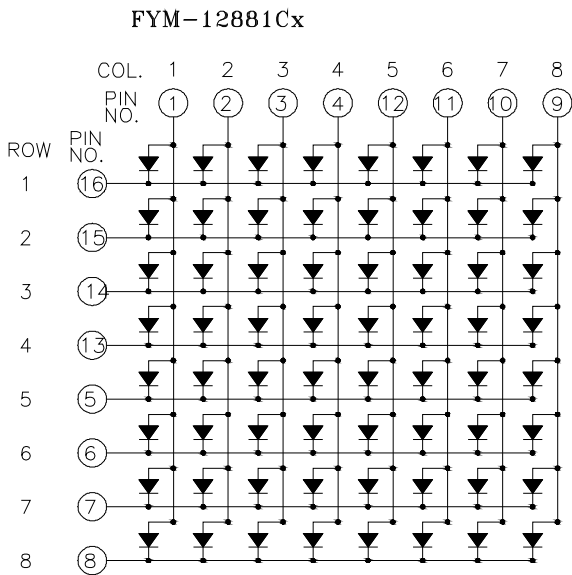 FYM-12881Cx
COL. 1 2 3 4 5 6 7 8
PIN NO. 1 2 3 4 12 11 10 9
ROW PIN NO.
1 16
2 15
3 14
4 13
5 5
6 6
7 7
8 8